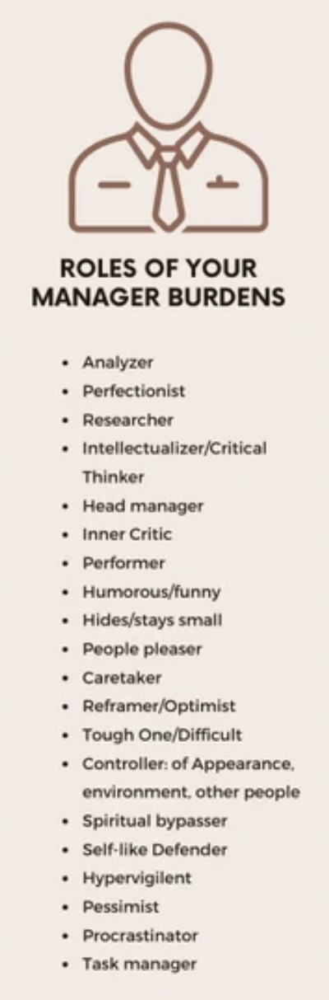 ROLES OF YOUR
MANAGER BURDENS
• Analyzer
• Perfectionist
• Researcher
• Intellectualizer/Critical
Thinker
• Head manager
• Inner Critic
• Performer
• Humorous/funny
• Hides/stays small
• People pleaser
• Caretaker
• Reframer/Optimist
• Tough One/Difficult
• Controller: of Appearance,
environment, other people
• Spiritual bypasser
• Self-like Defender
• Hypervigilent
• Pessimist
• Procrastinator
• Task manager